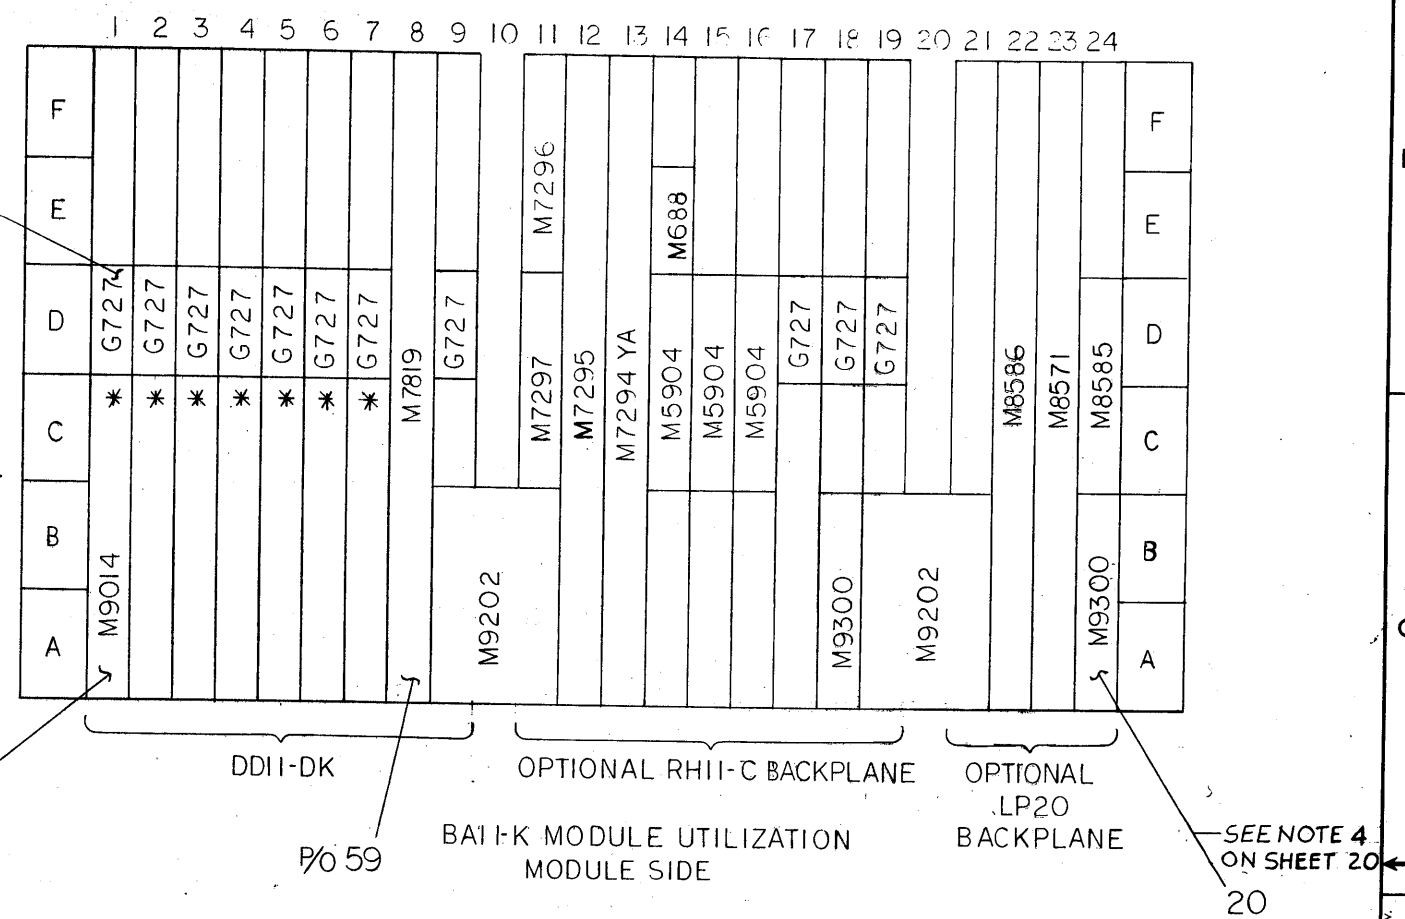 1 2 3 4 5 6 7 8 9 10 11 12 13 14 15 16 17 18 19 20 21 22 23 24
F F
E M7296 M688 E
D G727 G727 G727 G727 G727 G727 G727 M7819 G727 M7297 M7295 M7294 YA M5904 M5904 M5904 G727 G727 G727 M8586 M8571 M8585 D
C * * * * * * * C
B M9014 M9202 M9300 M9202 M9300 B
A A
DD11-DK OPTIONAL RH11-C BACKPLANE OPTIONAL
LP20
BACKPLANE
P/O 59
BA11-K MODULE UTILIZATION
MODULE SIDE
SEE NOTE 4
ON SHEET 20
20